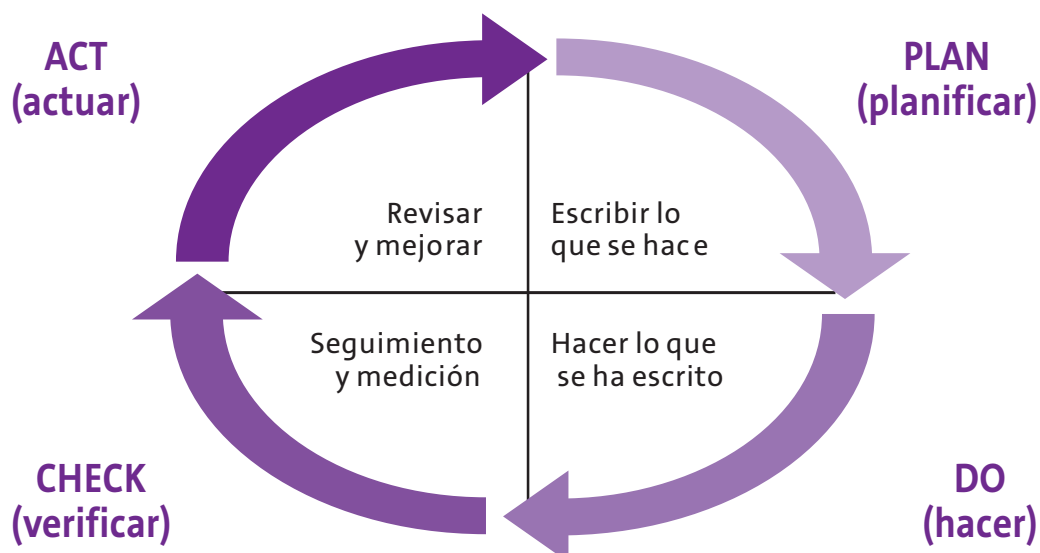 ACT
(actuar)
PLAN
(planificar)
Revisar
y mejorar
Escribir lo
que se hace
Seguimiento
y medición
Hacer lo que
se ha escrito
CHECK
(verificar)
DO
(hacer)